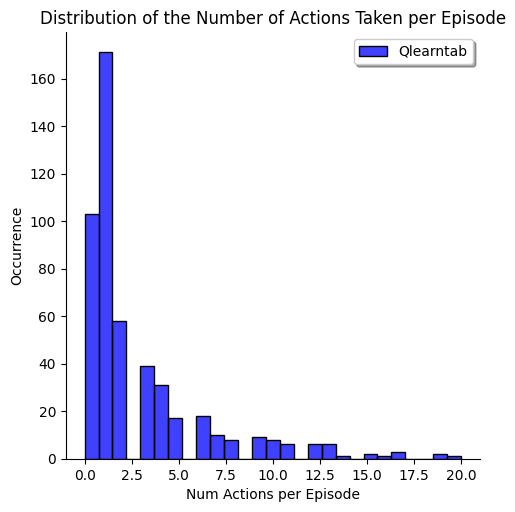 Distribution of the Number of Actions Taken per Episode
Qlearntab
160
140
120
100
80
60
40
20
0
Occurrence
0.0 2.5 5.0 7.5 10.0 12.5 15.0 17.5 20.0
Num Actions per Episode